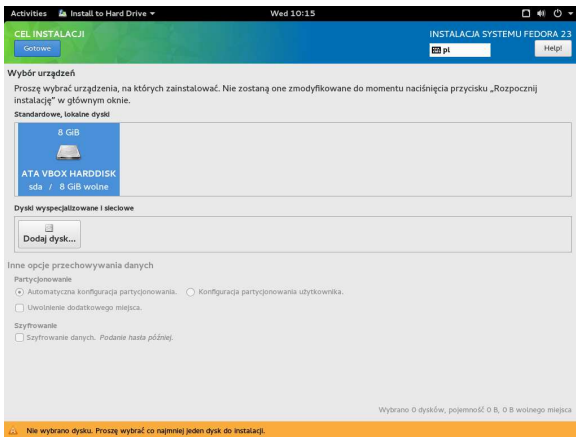 Activities Install to Hard Drive Wed 10:15
CEL INSTALACJI
INSTALACJA SYSTEMU FEDORA 23
Gotowe
pl
Help!
Wybór urządzeń
Proszę wybrać urządzenia, na których zainstalować. Nie zostaną one zmodyfikowane do momentu naciśnięcia przycisku „Rozpocznij
instalację” w głównym oknie.
Standardowe, lokalne dyski
8 GiB
ATA VBOX HARDDISK
sda / 8 GiB wolne
Dyski wyspecjalizowane i sieciowe
Dodaj dysk...
Inne opcje przechowywania danych
Partycjonowanie
Automatyczna konfiguracja partycjonowania. Konfiguracja partycjonowania użytkownika.
Uwolnienie dodatkowego miejsca.
Szyfrowanie
Szyfrowanie danych. Podanie hasła później.
Wybrano 0 dysków, pojemność 0 B, 0 B wolnego miejsca
Nie wybrano dysku. Proszę wybrać co najmniej jeden dysk do instalacji.